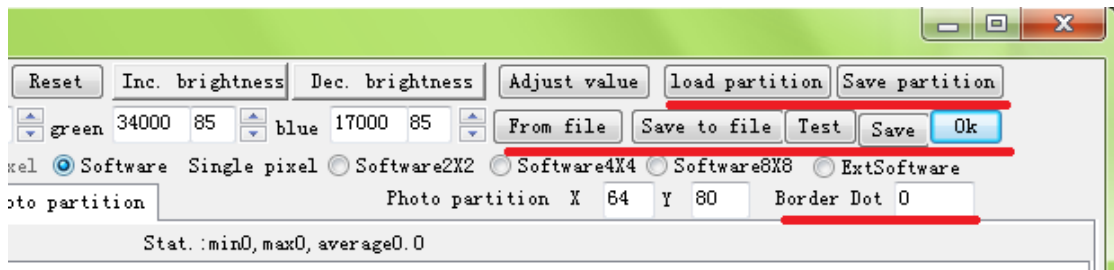 Reset Inc. brightness Dec. brightness Adjust value load partition Save partition
green 34000 85 blue 17000 85 From file Save to file Test Save Ok
xel Software Single pixel Software2X2 Software4X4 Software8X8 ExtSoftware
oto partition Photo partition X 64 Y 80 Border Dot 0
Stat.:min0,max0,average0.0